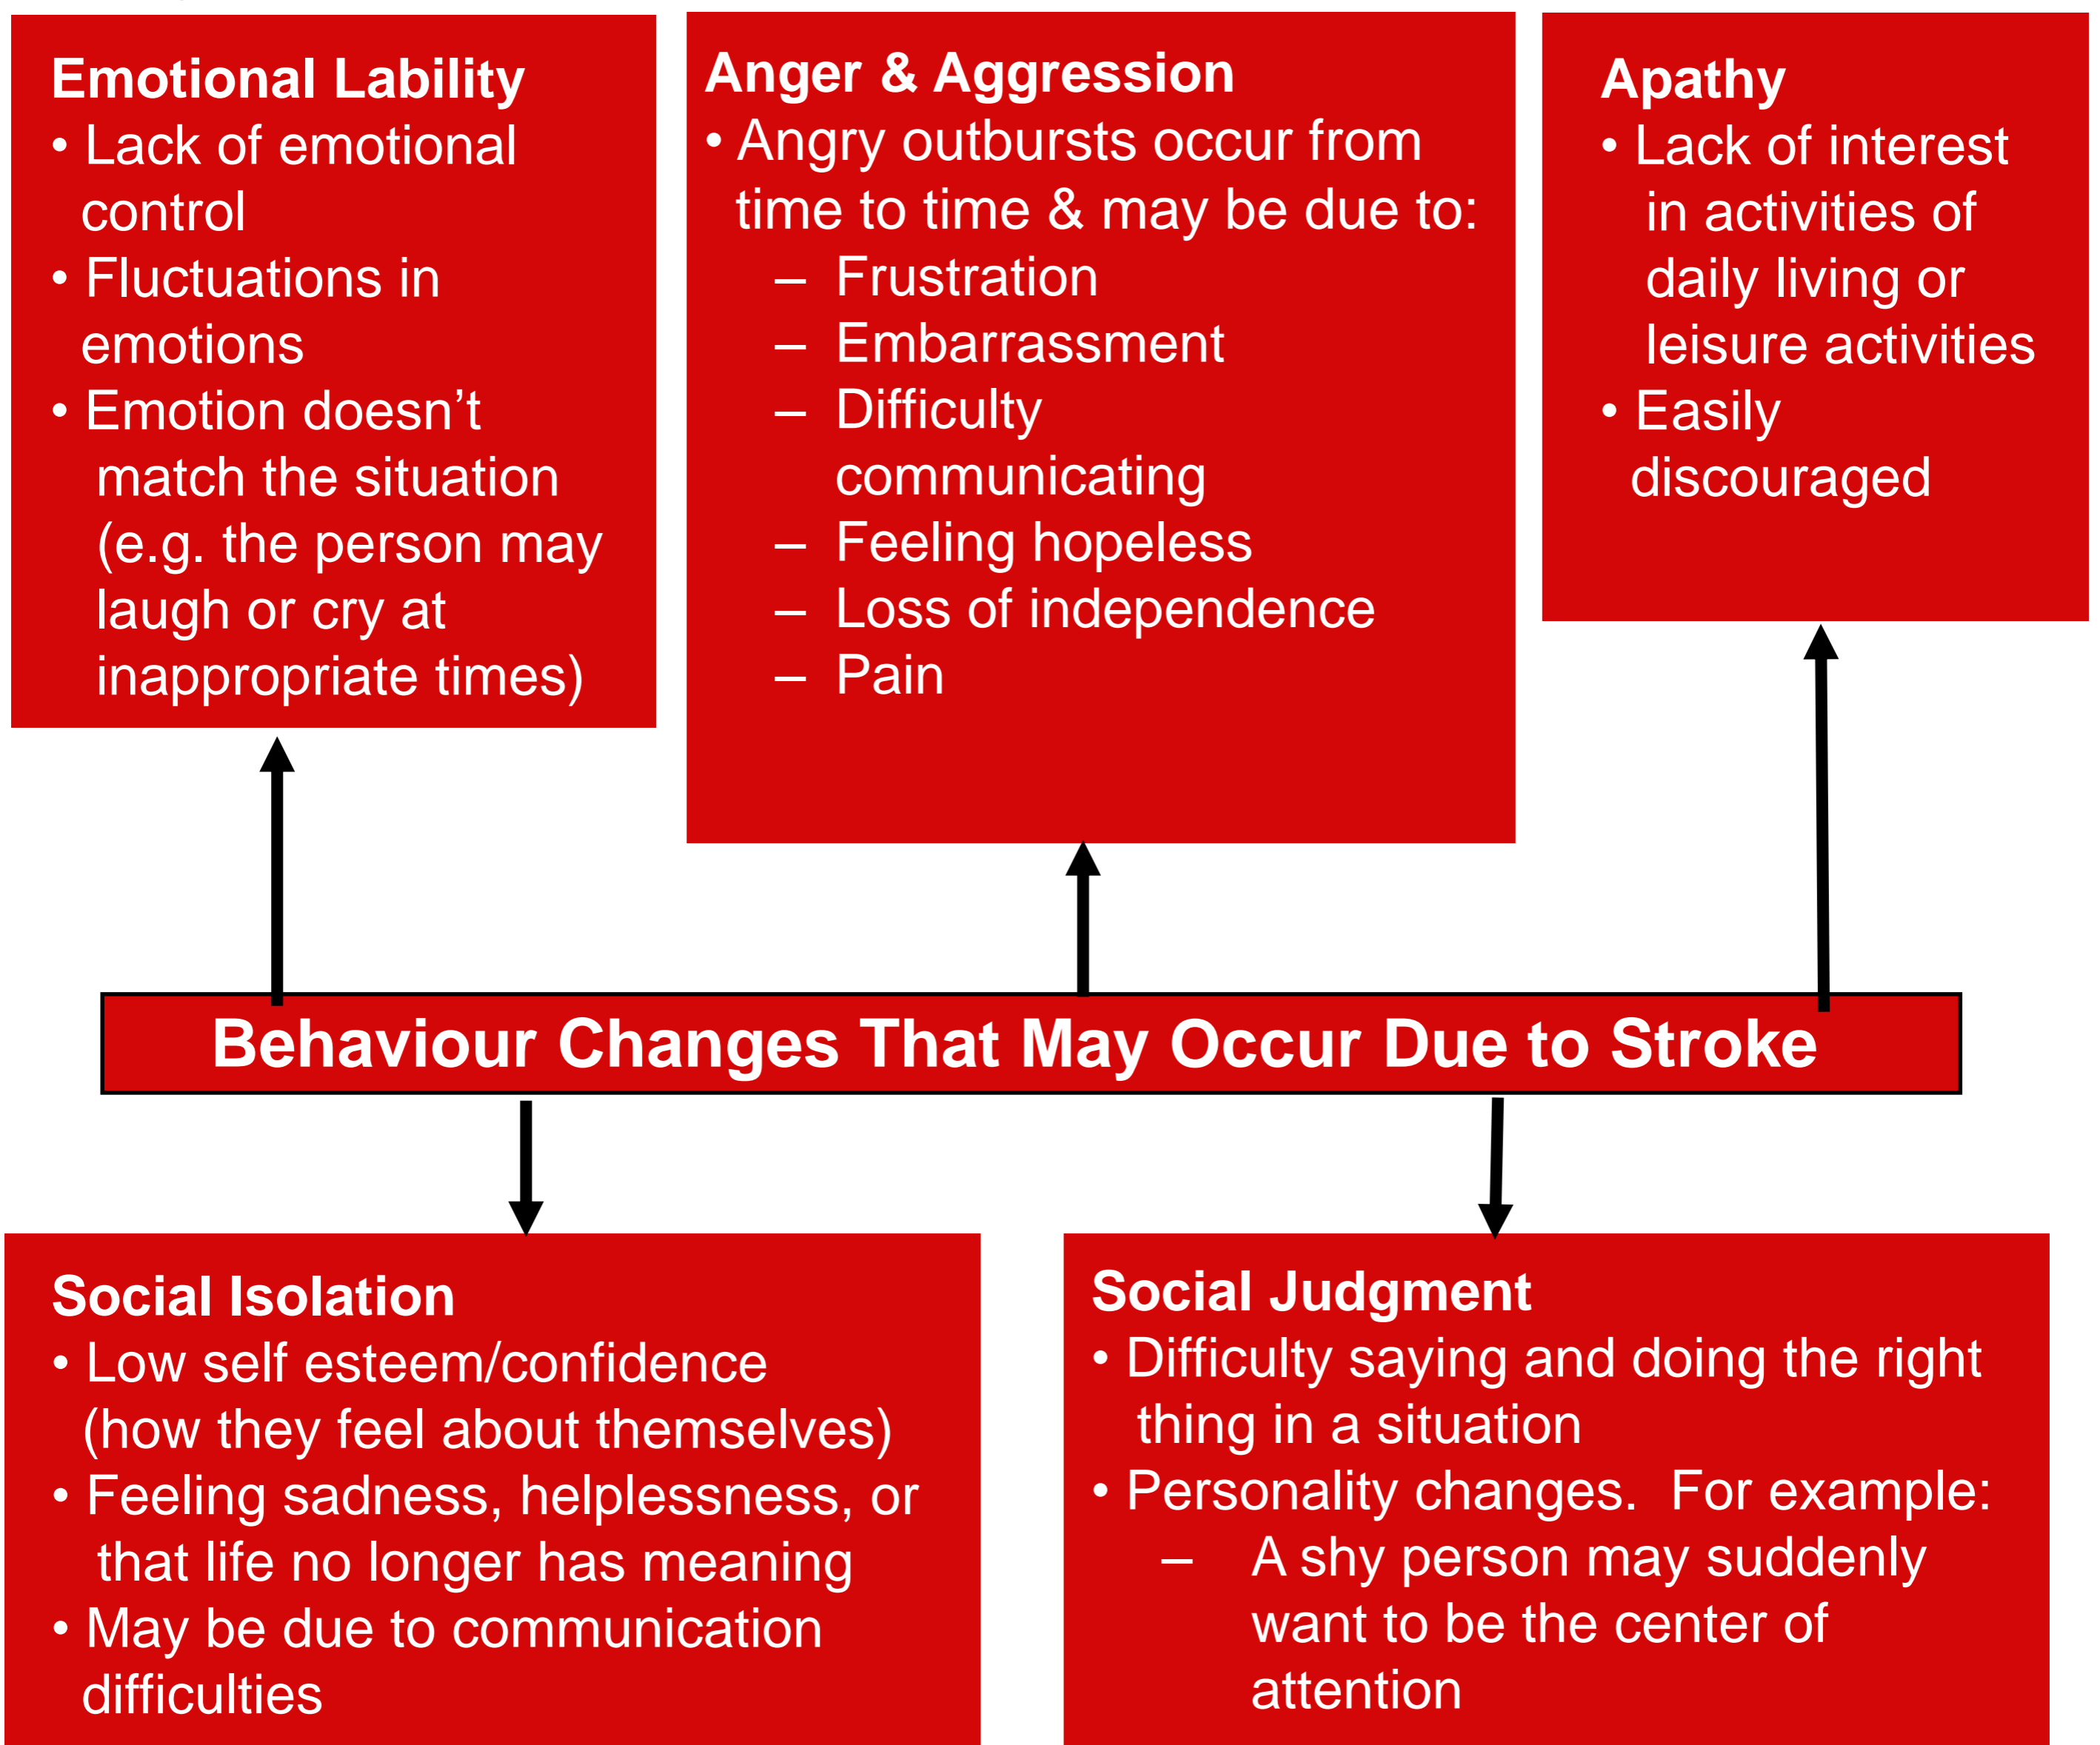 Emotional Lability
• Lack of emotional
control
• Fluctuations in
emotions
• Emotion doesn’t
match the situation
(e.g. the person may
laugh or cry at
inappropriate times)
Anger & Aggression
• Angry outbursts occur from
time to time & may be due to:
– Frustration
– Embarrassment
– Difficulty
communicating
– Feeling hopeless
– Loss of independence
– Pain
Apathy
• Lack of interest
in activities of
daily living or
leisure activities
• Easily
discouraged
Behaviour Changes That May Occur Due to Stroke
Social Isolation
• Low self esteem/confidence
(how they feel about themselves)
• Feeling sadness, helplessness, or
that life no longer has meaning
• May be due to communication
difficulties
Social Judgment
• Difficulty saying and doing the right
thing in a situation
• Personality changes.  For example:
– A shy person may suddenly
want to be the center of
attention